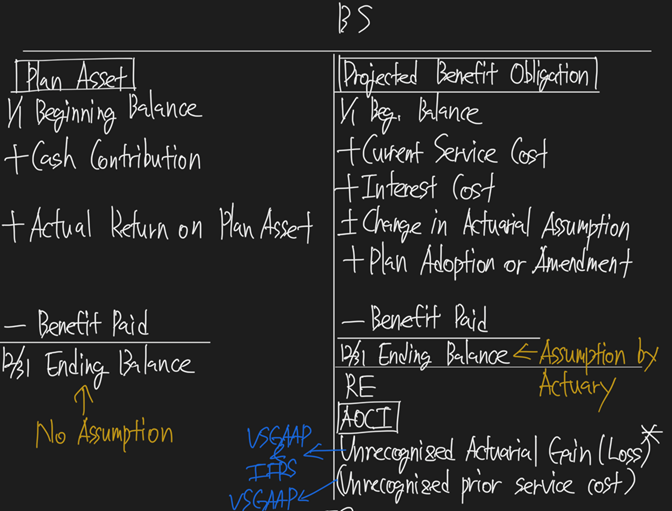 BS
Plan Asset
1/1 Beginning Balance
+ Cash Contribution
+ Actual Return on Plan Asset
— Benefit Paid
12/31 Ending Balance
↑
No Assumption
Projected Benefit Obligation
1/1 Beg. Balance
+ Current Service Cost
+ Interest Cost
± Change in Actuarial Assumption
+ Plan Adoption or Amendment
— Benefit Paid
12/31 Ending Balance ← Assumption by
Actuary
RE
AOCI
Unrecognized Actuarial Gain (Loss)*
(Unrecognized prior service cost)
USGAAP
&
IFRS
USGAAP